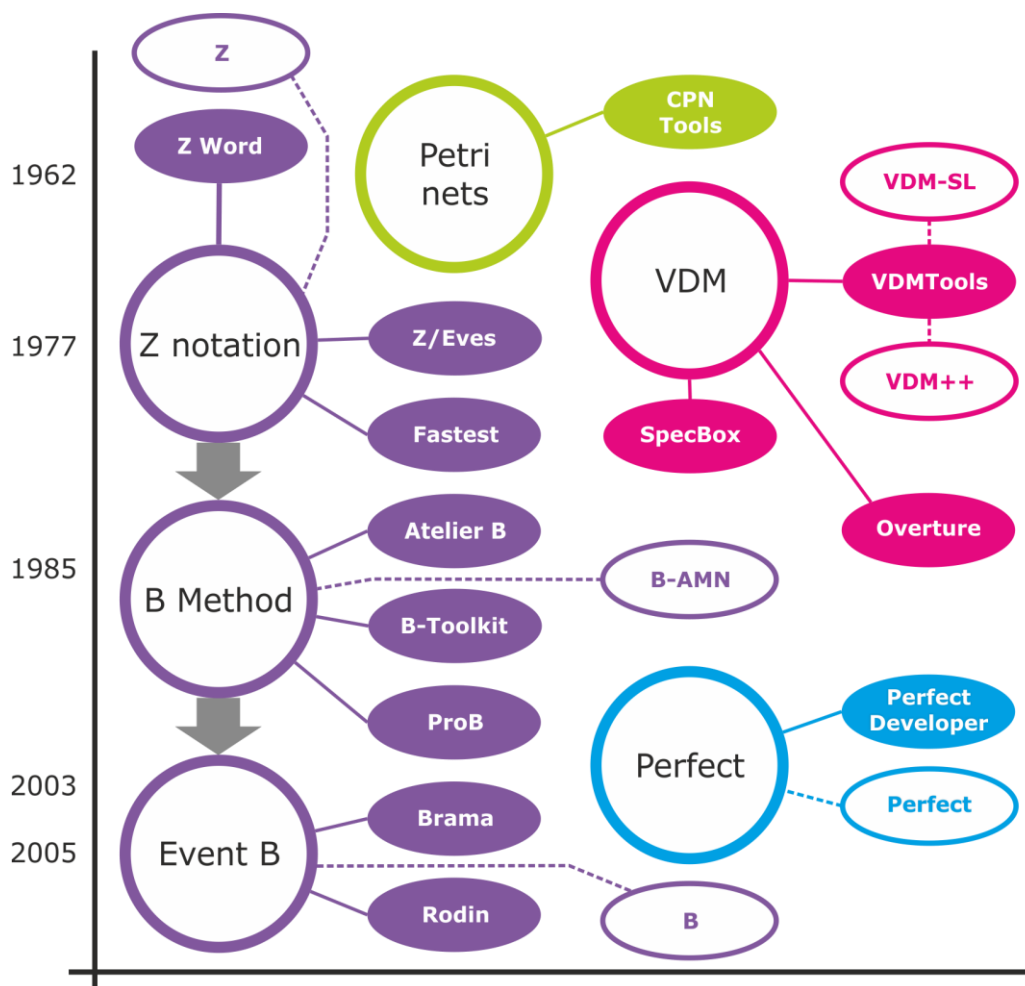 Z
Z Word
CPN
Tools
1962
Petri
nets
VDM-SL
VDM
VDMTools
1977
Z notation
Z/Eves
VDM++
Fastest
SpecBox
Atelier B
Overture
1985
B Method
B-AMN
B-Toolkit
ProB
Perfect
Developer
Perfect
2003
Brama
Perfect
2005
Event B
Rodin
B